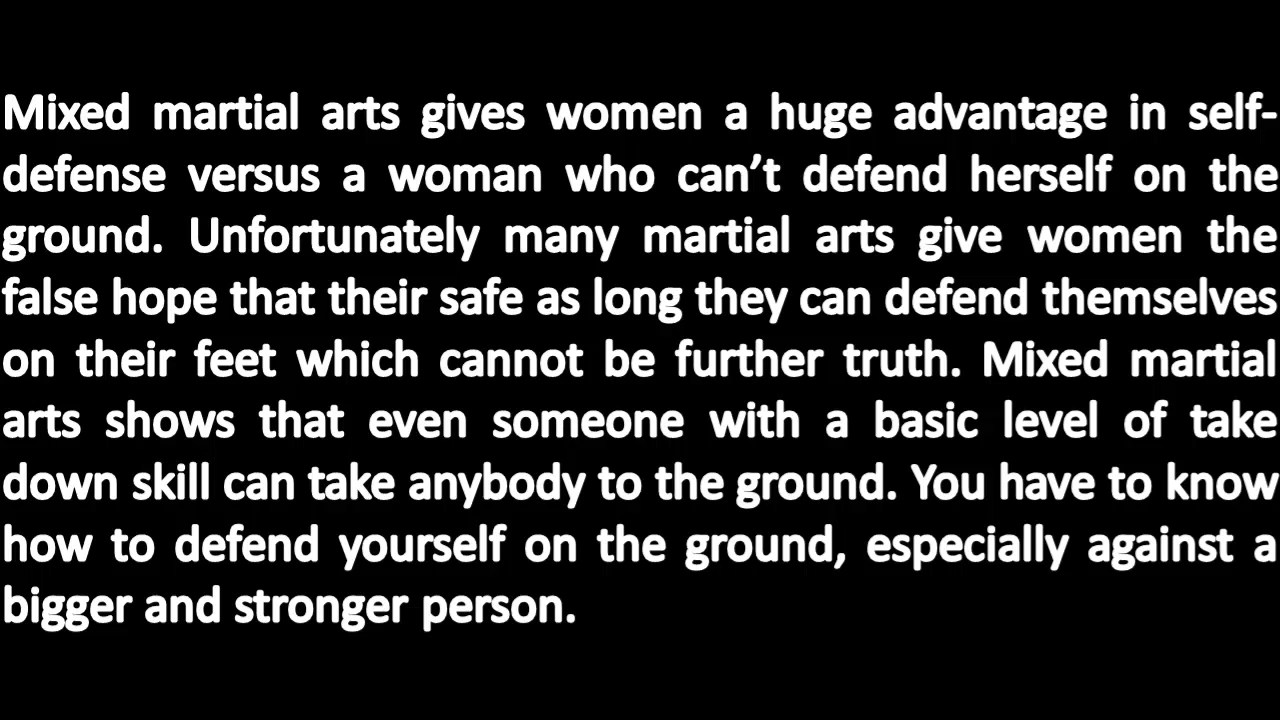 Mixed martial arts gives women a huge advantage in self-
defense versus a woman who can’t defend herself on the
ground. Unfortunately many martial arts give women the
false hope that their safe as long they can defend themselves
on their feet which cannot be further truth. Mixed martial
arts shows that even someone with a basic level of take
down skill can take anybody to the ground. You have to know
how to defend yourself on the ground, especially against a
bigger and stronger person.